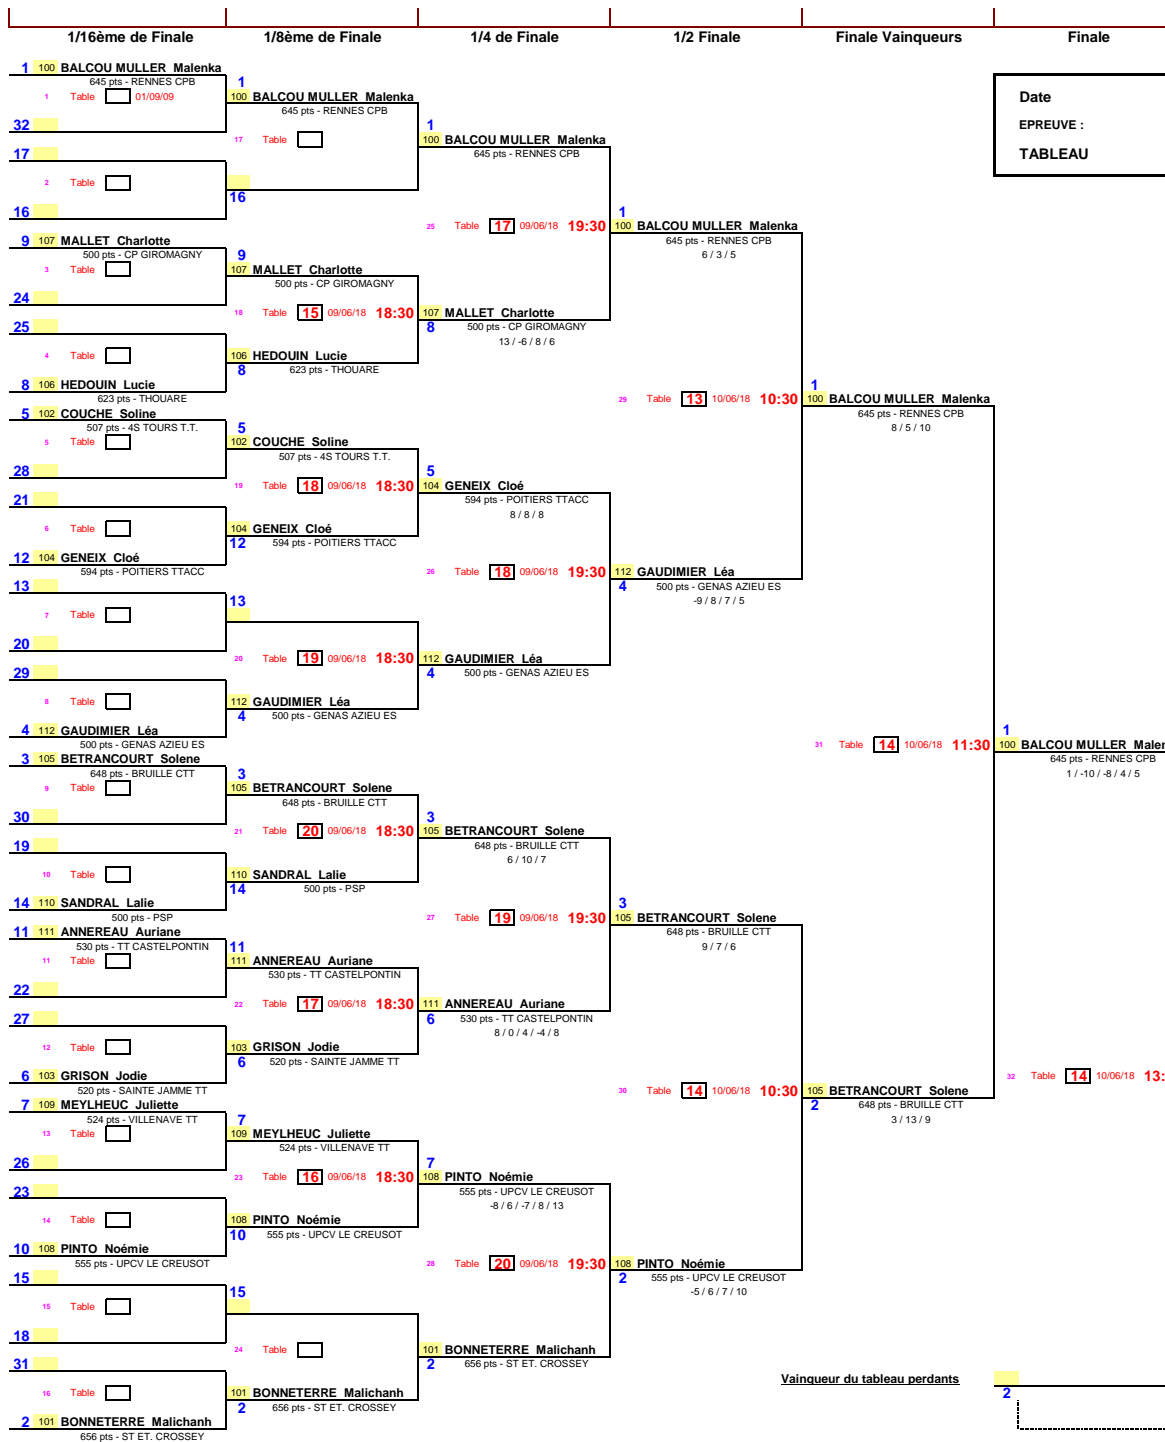 1/16ème de Finale
1/8ème de Finale
1/4 de Finale
1/2 Finale
Finale Vainqueurs
Finale
Date
EPREUVE :
TABLEAU
1 100 BALCOU MULLER Malenka
645 pts - RENNES CPB
1 Table 01/09/09
32
17
2 Table
16
9 107 MALLET Charlotte
500 pts - CP GIROMAGNY
3 Table
24
25
4 Table
8 106 HEDOUIN Lucie
623 pts - THOUARE
5 102 COUCHE Soline
507 pts - 4S TOURS T.T.
5 Table
28
21
6 Table
12 104 GENEIX Cloé
594 pts - POITIERS TTACC
13
7 Table
20
29
8 Table
4 112 GAUDIMIER Léa
500 pts - GENAS AZIEU ES
3 105 BETRANCOURT Solene
648 pts - BRUILLE CTT
9 Table
30
19
10 Table
14 110 SANDRAL Lalie
500 pts - PSP
11 111 ANNEREAU Auriane
530 pts - TT CASTELPONTIN
11 Table
22
27
12 Table
6 103 GRISON Jodie
520 pts - SAINTE JAMME TT
7 109 MEYLHEUC Juliette
524 pts - VILLENAVE TT
13 Table
26
23
14 Table
10 108 PINTO Noémie
555 pts - UPCV LE CREUSOT
15
15 Table
18
31
16 Table
2 101 BONNETERRE Malichanh
656 pts - ST ET. CROSSEY
1
100 BALCOU MULLER Malenka
645 pts - RENNES CPB
17 Table
16
9
107 MALLET Charlotte
500 pts - CP GIROMAGNY
18 Table 15 09/06/18 18:30
106 HEDOUIN Lucie
8 623 pts - THOUARE
5
102 COUCHE Soline
507 pts - 4S TOURS T.T.
19 Table 18 09/06/18 18:30
104 GENEIX Cloé
12 594 pts - POITIERS TTACC
13
20 Table 19 09/06/18 18:30
112 GAUDIMIER Léa
4 500 pts - GENAS AZIEU ES
3
105 BETRANCOURT Solene
648 pts - BRUILLE CTT
21 Table 20 09/06/18 18:30
110 SANDRAL Lalie
14 500 pts - PSP
11
111 ANNEREAU Auriane
530 pts - TT CASTELPONTIN
22 Table 17 09/06/18 18:30
103 GRISON Jodie
6 520 pts - SAINTE JAMME TT
7
109 MEYLHEUC Juliette
524 pts - VILLENAVE TT
23 Table 16 09/06/18 18:30
108 PINTO Noémie
10 555 pts - UPCV LE CREUSOT
15
24 Table
101 BONNETERRE Malichanh
2 656 pts - ST ET. CROSSEY
1
100 BALCOU MULLER Malenka
645 pts - RENNES CPB
25 Table 17 09/06/18 19:30
107 MALLET Charlotte
8 500 pts - CP GIROMAGNY
13 / -6 / 8 / 6
5
104 GENEIX Cloé
594 pts - POITIERS TTACC
8 / 8 / 8
26 Table 18 09/06/18 19:30
112 GAUDIMIER Léa
4 500 pts - GENAS AZIEU ES
3
105 BETRANCOURT Solene
648 pts - BRUILLE CTT
6 / 10 / 7
27 Table 19 09/06/18 19:30
111 ANNEREAU Auriane
6 530 pts - TT CASTELPONTIN
8 / 0 / 4 / -4 / 8
7
108 PINTO Noémie
555 pts - UPCV LE CREUSOT
-8 / 6 / -7 / 8 / 13
28 Table 20 09/06/18 19:30
101 BONNETERRE Malichanh
2 656 pts - ST ET. CROSSEY
1
100 BALCOU MULLER Malenka
645 pts - RENNES CPB
6 / 3 / 5
29 Table 13 10/06/18 10:30
112 GAUDIMIER Léa
4 500 pts - GENAS AZIEU ES
-9 / 8 / 7 / 5
3
105 BETRANCOURT Solene
648 pts - BRUILLE CTT
9 / 7 / 6
30 Table 14 10/06/18 10:30
108 PINTO Noémie
2 555 pts - UPCV LE CREUSOT
-5 / 6 / 7 / 10
1
100 BALCOU MULLER Malenka
645 pts - RENNES CPB
8 / 5 / 10
31 Table 14 10/06/18 11:30
105 BETRANCOURT Solene
2 648 pts - BRUILLE CTT
3 / 13 / 9
1
100 BALCOU MULLER Maler
645 pts - RENNES CPB
1 / -10 / -8 / 4 / 5
32 Table 14 10/06/18 13:
Vainqueur du tableau perdants
2